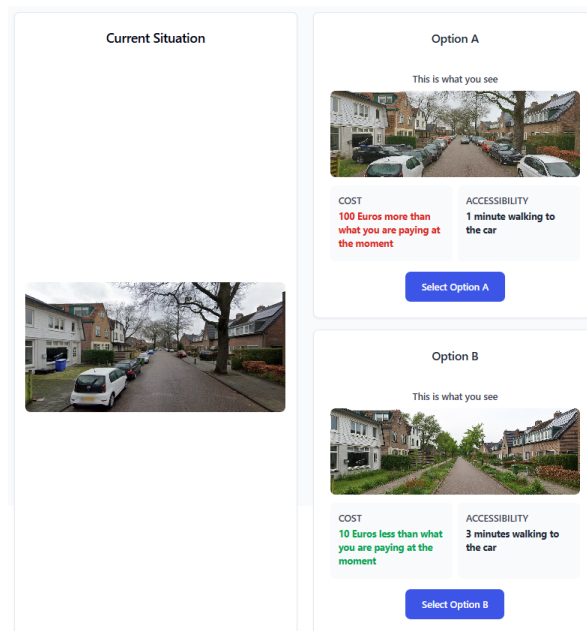 Current Situation
Option A
This is what you see
COST
100 Euros more than
what you are paying at
the moment
ACCESSIBILITY
1 minute walking to
the car
Select Option A
Option B
This is what you see
COST
10 Euros less than what
you are paying at the
moment
ACCESSIBILITY
3 minutes walking to
the car
Select Option B